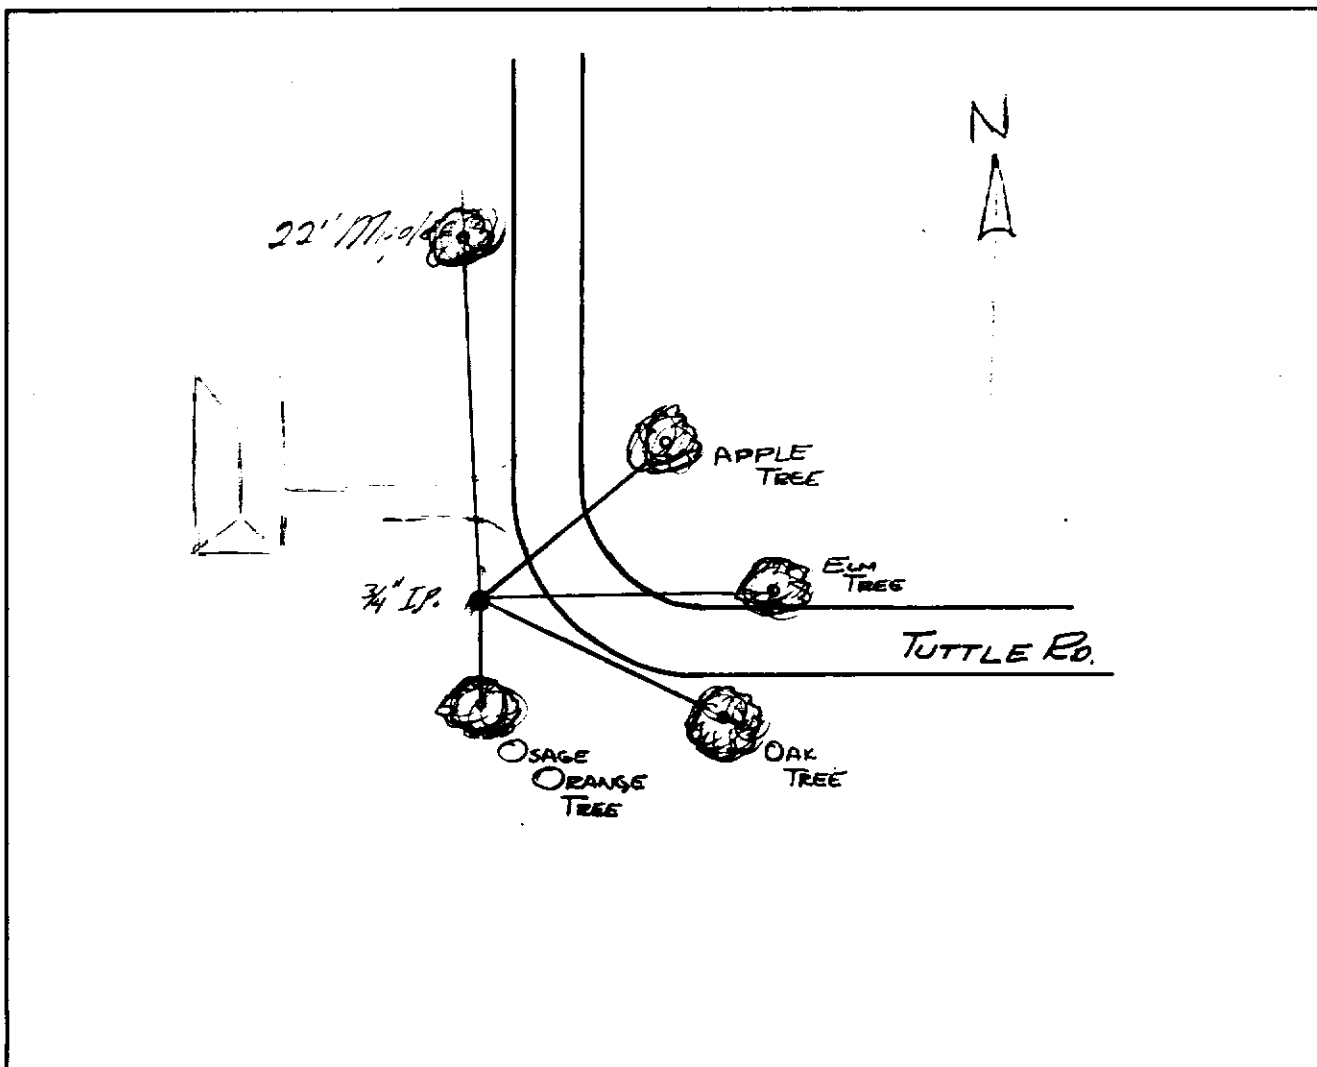 N
22" Maple
APPLE
TREE
ELM
TREE
3/4" I.P.
TUTTLE RD.
OSAGE
ORANGE
TREE
OAK
TREE